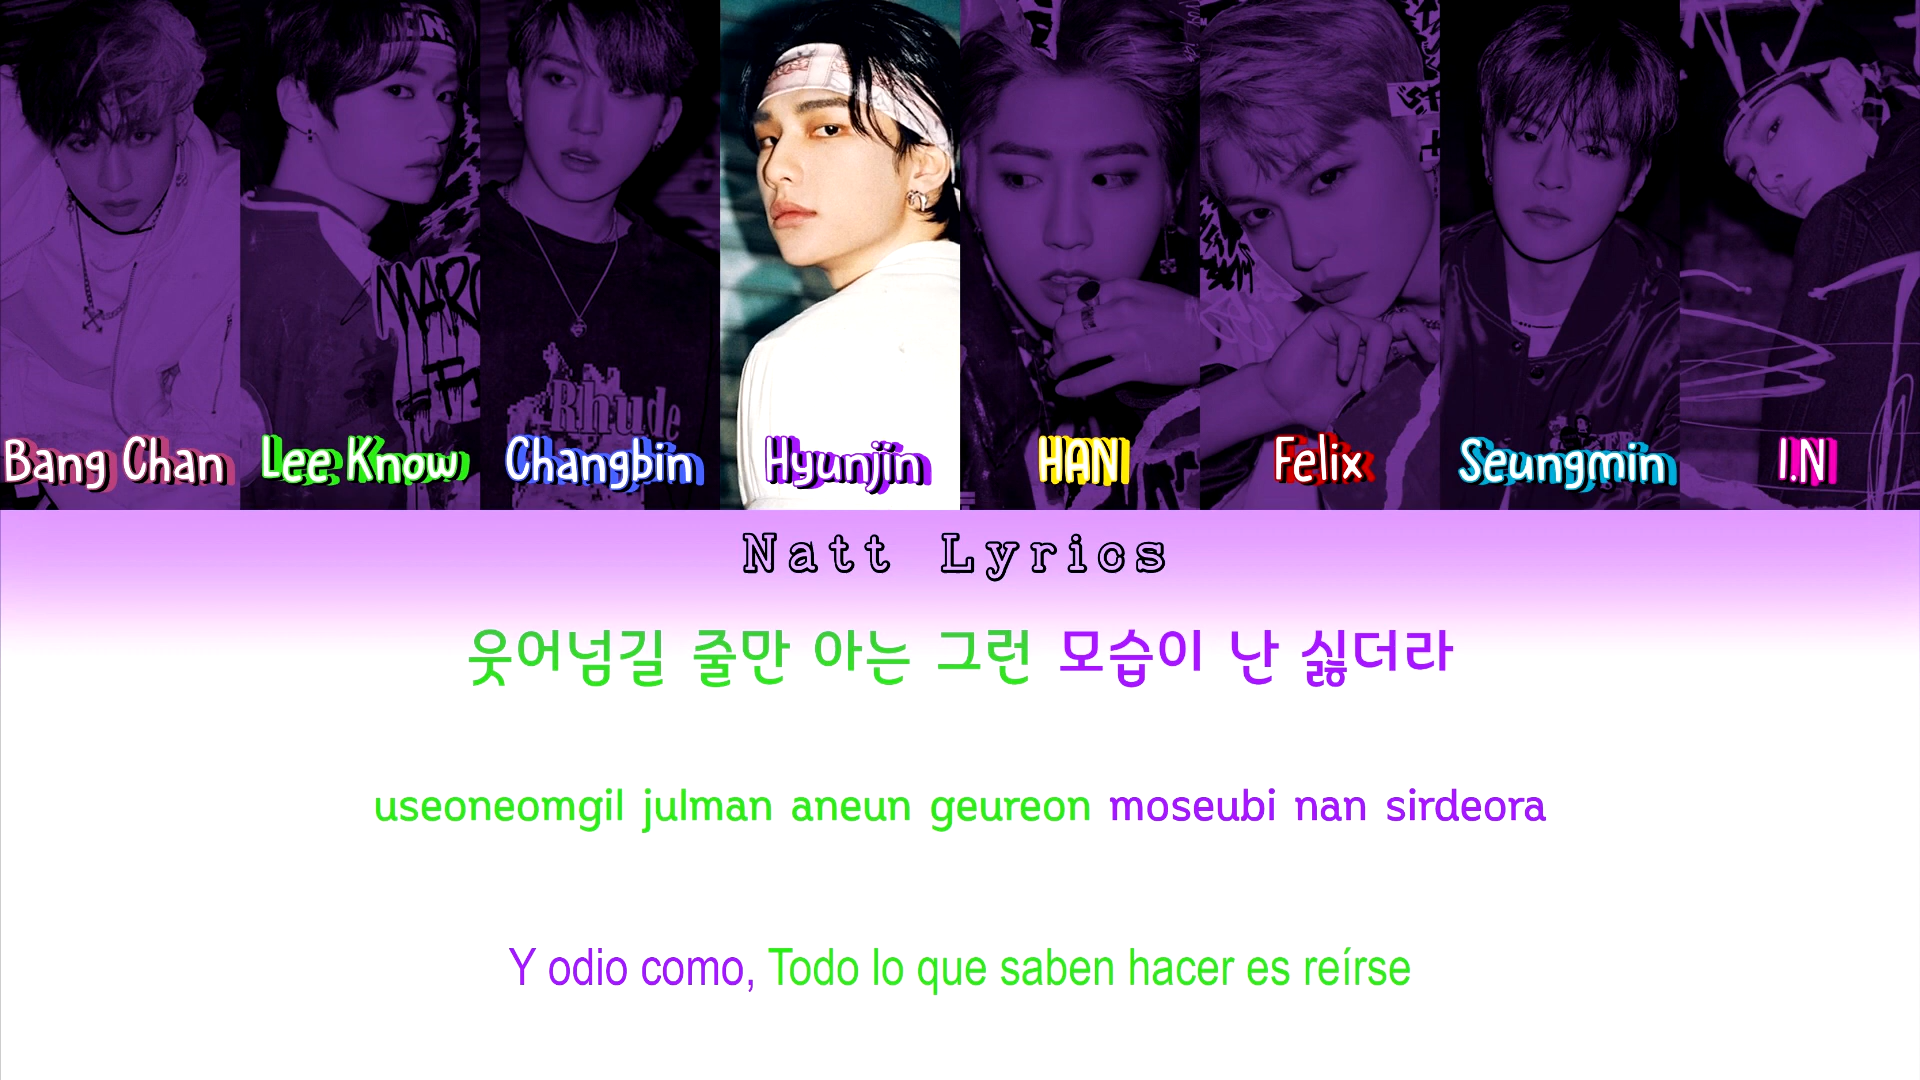 MARC
Rhude
Bang Chan Lee Know Changbin Hyunjin HAN Felix Seungmin I.N
Natt Lyrics
웃어넘길 줄만 아는 그런 모습이 난 싫더라
useoneomgil julman aneun geureon moseubi nan sirdeora
Y odio como, Todo lo que saben hacer es reírse